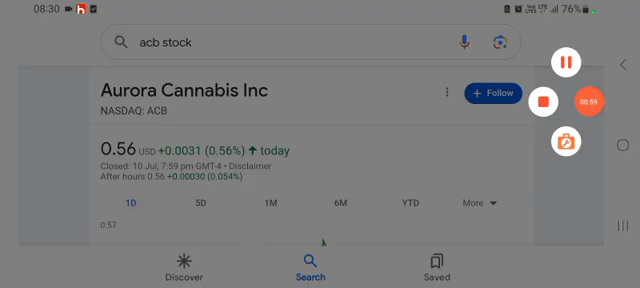 08:30 76%
acb stock
Aurora Cannabis Inc
+ Follow
00:59
NASDAQ: ACB
0.56 USD +0.0031 (0.56%) ↑ today
Closed: 10 Jul, 7:59 pm GMT-4 • Disclaimer
After hours 0.56 +0.00030 (0.054%)
1D 5D 1M 6M YTD More
0.57
Discover Search Saved